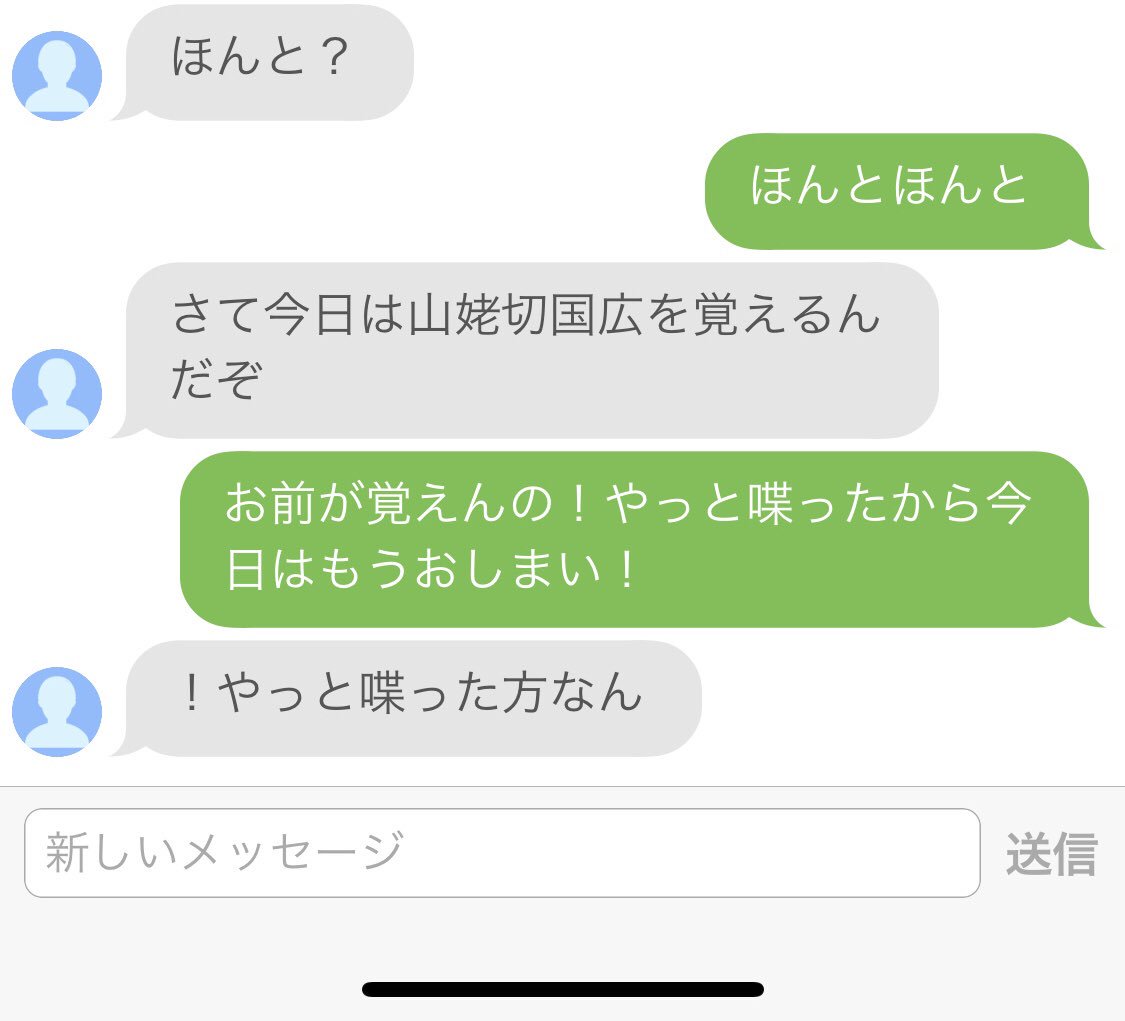 ほんと？
ほんとほんと
さて今日は山姥切国広を覚えるん
だぞ
お前が覚えんの！やっと喋ったから今
日はもうおしまい！
！やっと喋った方なん
新しいメッセージ
送信